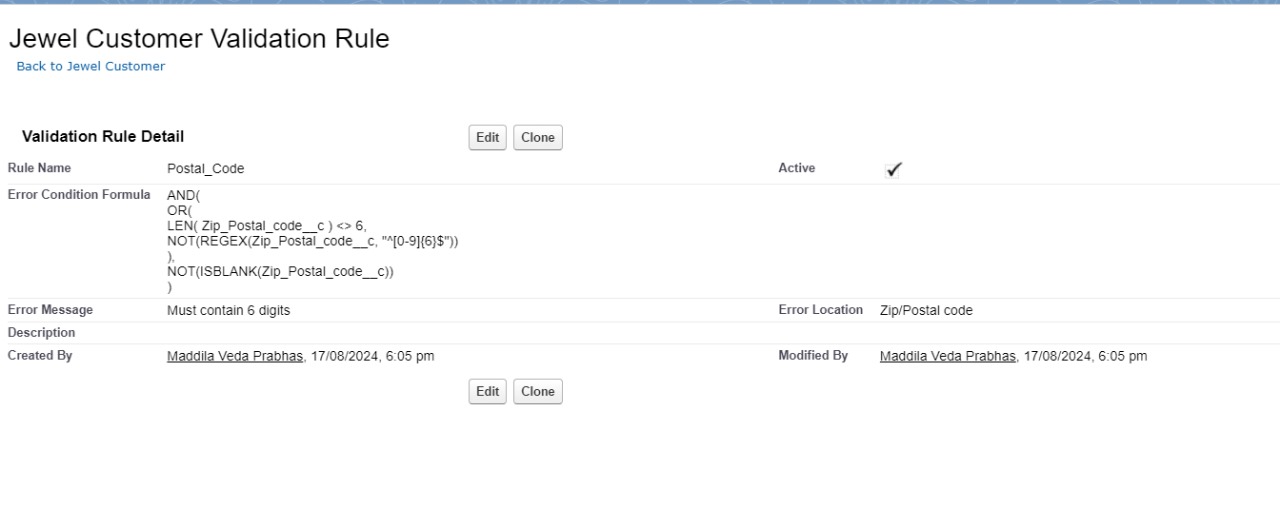 Jewel Customer Validation Rule
Back to Jewel Customer
Validation Rule Detail Edit Clone
Rule Name Postal_Code Active
Error Condition Formula AND(
OR(
LEN( Zip_Postal_code__c ) <> 6,
NOT(REGEX(Zip_Postal_code__c, "^[0-9]{6}$"))
),
NOT(ISBLANK(Zip_Postal_code__c))
)
Error Message Must contain 6 digits Error Location Zip/Postal code
Description
Created By Maddila Veda Prabhas, 17/08/2024, 6:05 pm Modified By Maddila Veda Prabhas, 17/08/2024, 6:05 pm
Edit Clone